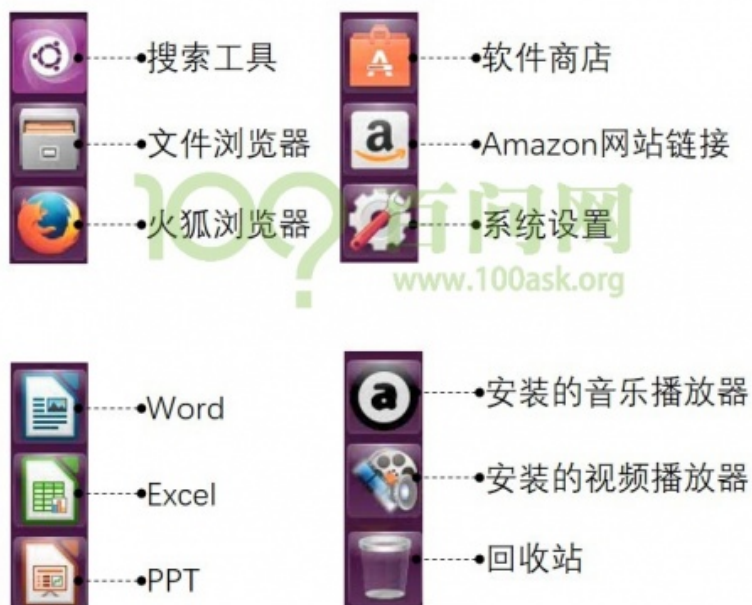 搜索工具
文件浏览器
火狐浏览器
软件商店
Amazon网站链接
系统设置
100?百问网
www.100ask.org
Word
Excel
PPT
安装的音乐播放器
安装的视频播放器
回收站